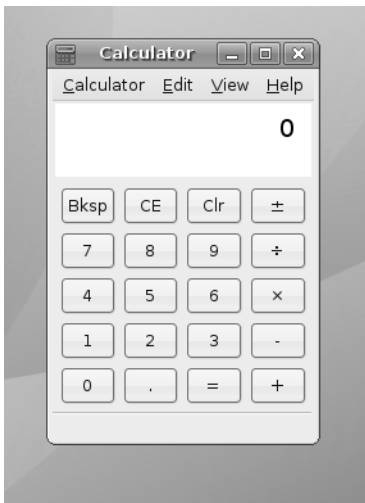 Calculator
Calculator Edit View Help
0
Bksp CE Clr ±
7 8 9 ÷
4 5 6 ×
1 2 3 -
0 . = +